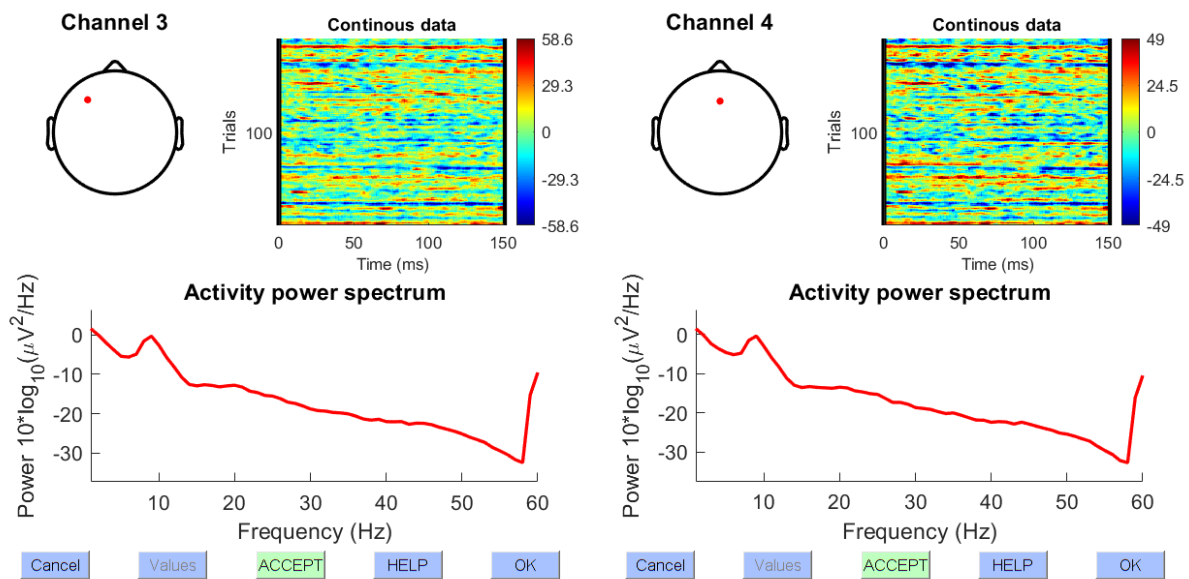 Channel 3
Continous data
58.6
29.3
0
-29.3
-58.6
Trials
100
0 50 100 150
Time (ms)
Activity power spectrum
Power 10*log10(μV2/Hz)
0
-10
-20
-30
10 20 30 40 50 60
Frequency (Hz)
Cancel Values ACCEPT HELP OK
Channel 4
Continous data
49
24.5
0
-24.5
-49
Trials
100
0 50 100 150
Time (ms)
Activity power spectrum
Power 10*log10(μV2/Hz)
0
-10
-20
-30
10 20 30 40 50 60
Frequency (Hz)
Cancel Values ACCEPT HELP OK